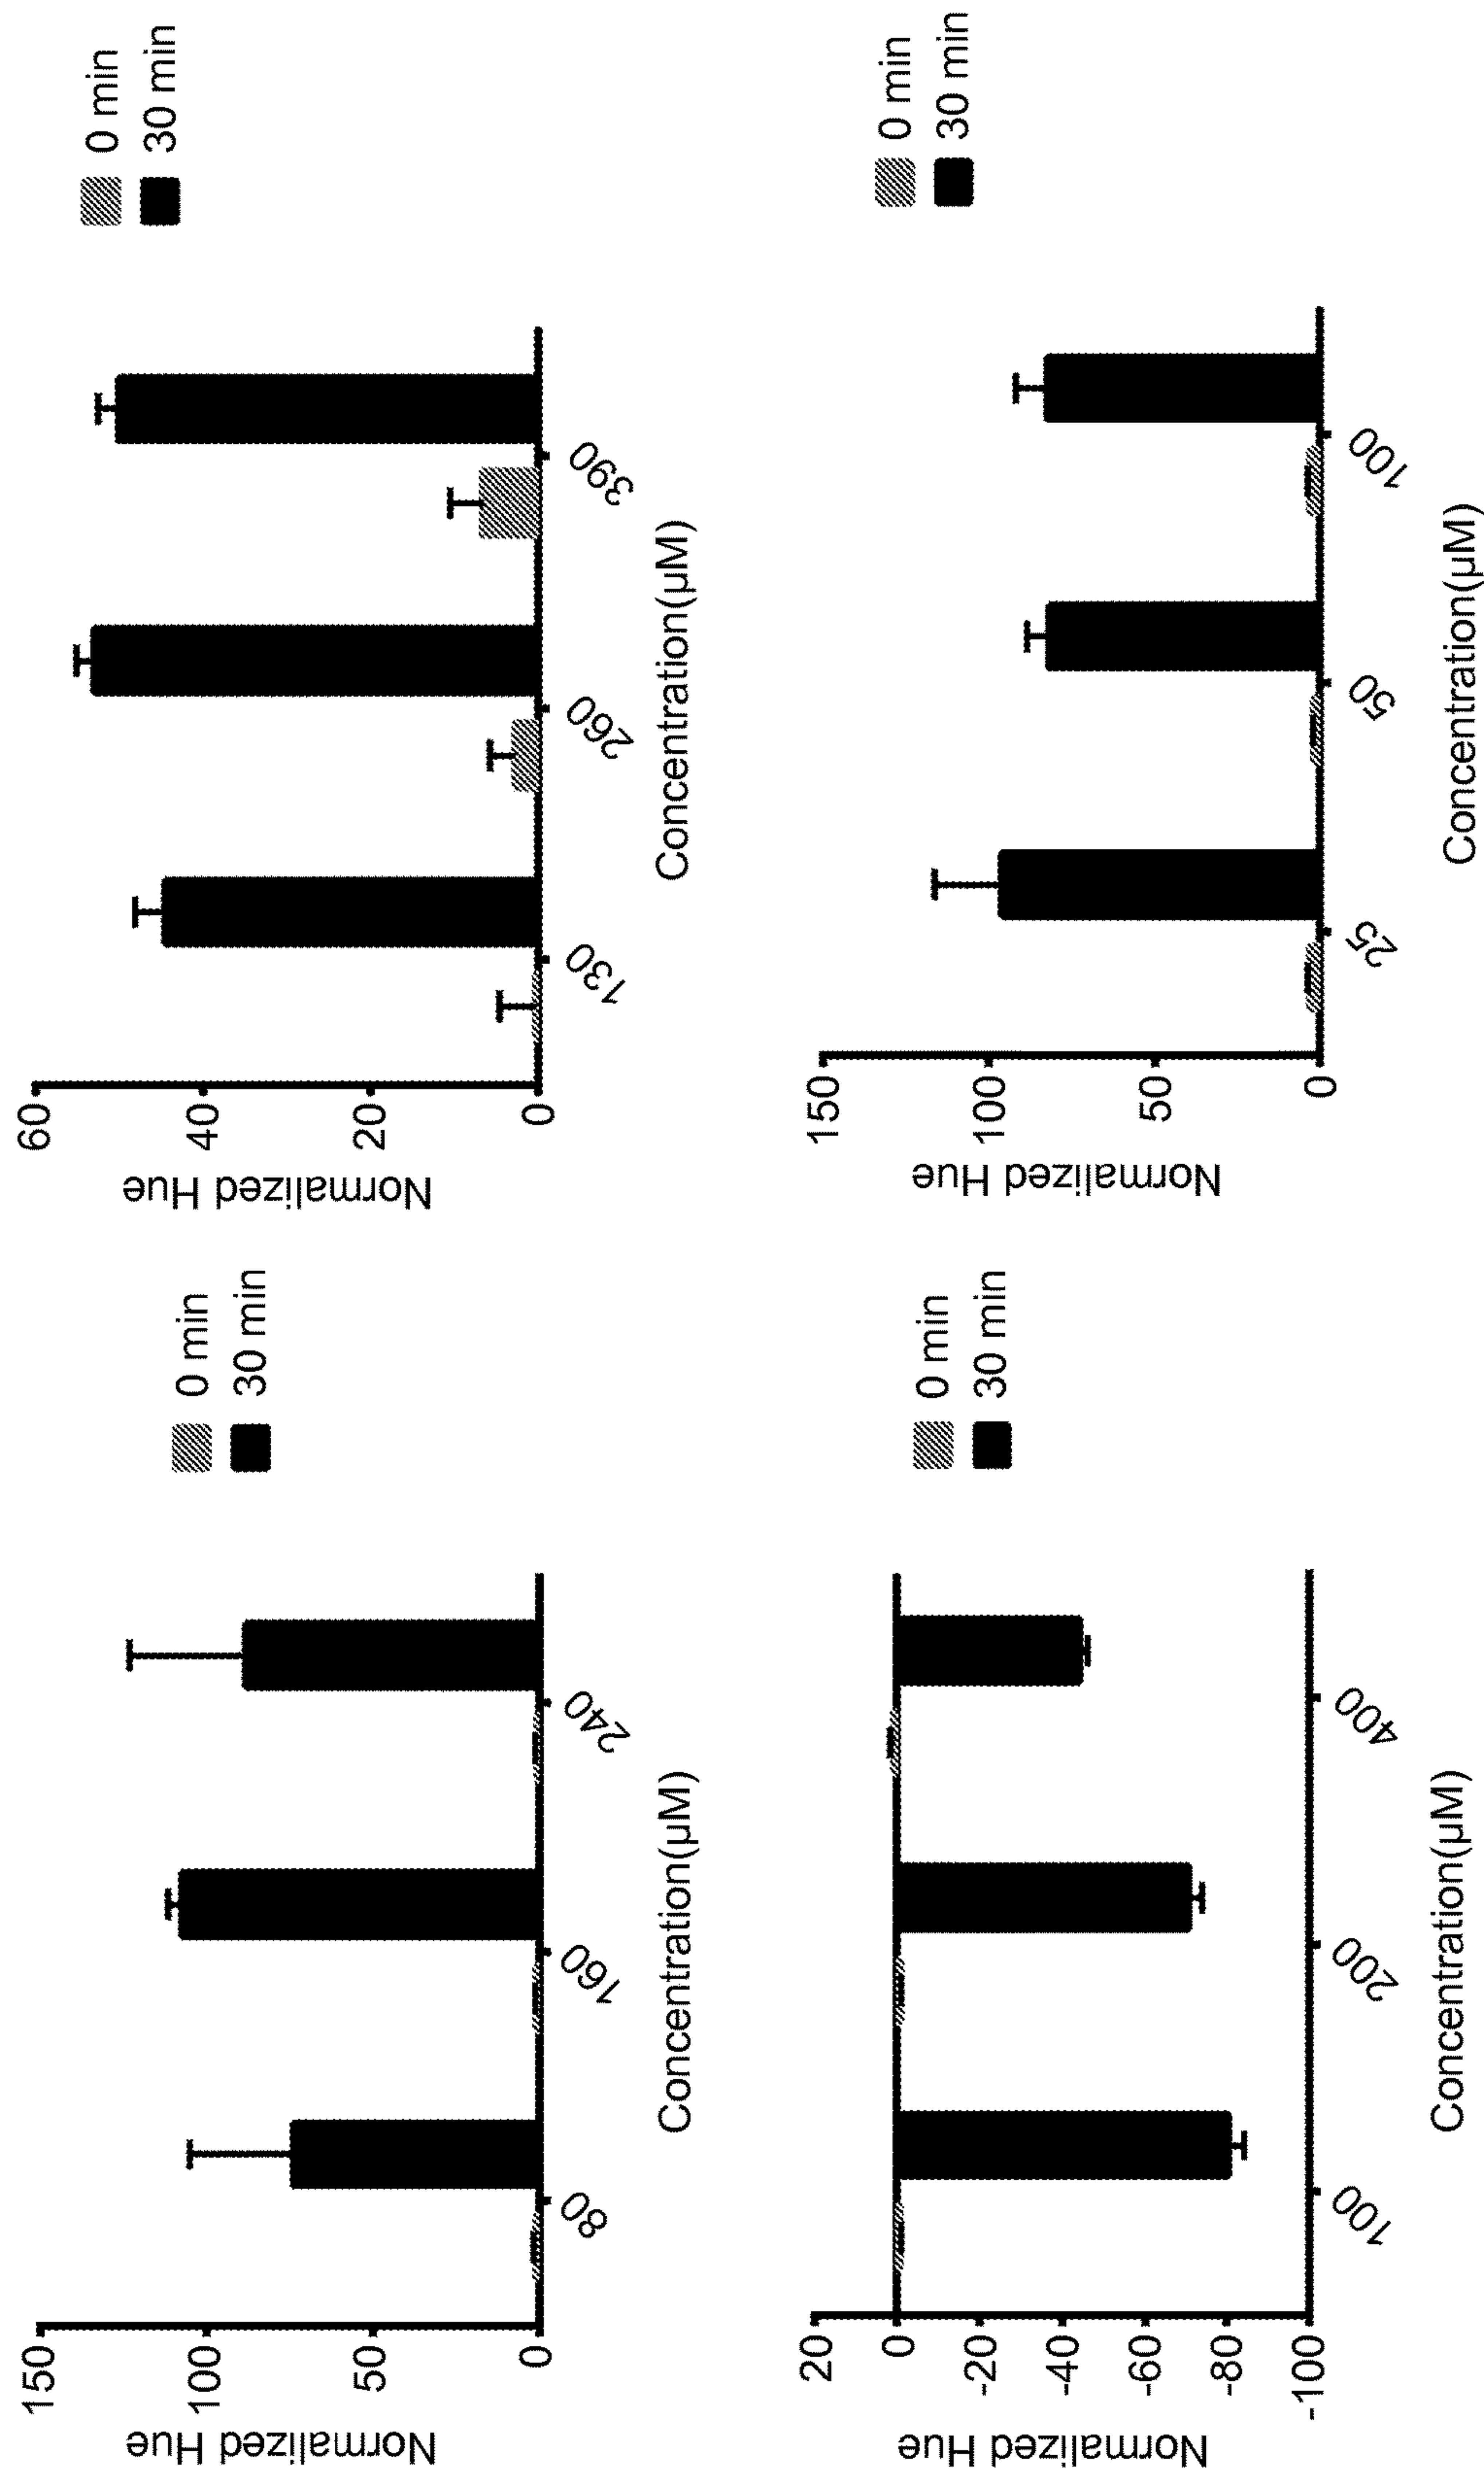 150
100
50
0
Normalized Hue
80
160
240
Concentration(µM)
0 min
30 min
60
40
20
0
Normalized Hue
130
260
390
Concentration(µM)
0 min
30 min
20
0
-20
-40
-60
-80
-100
Normalized Hue
100
200
400
Concentration(µM)
0 min
30 min
150
100
50
0
Normalized Hue
25
50
100
Concentration(µM)
0 min
30 min